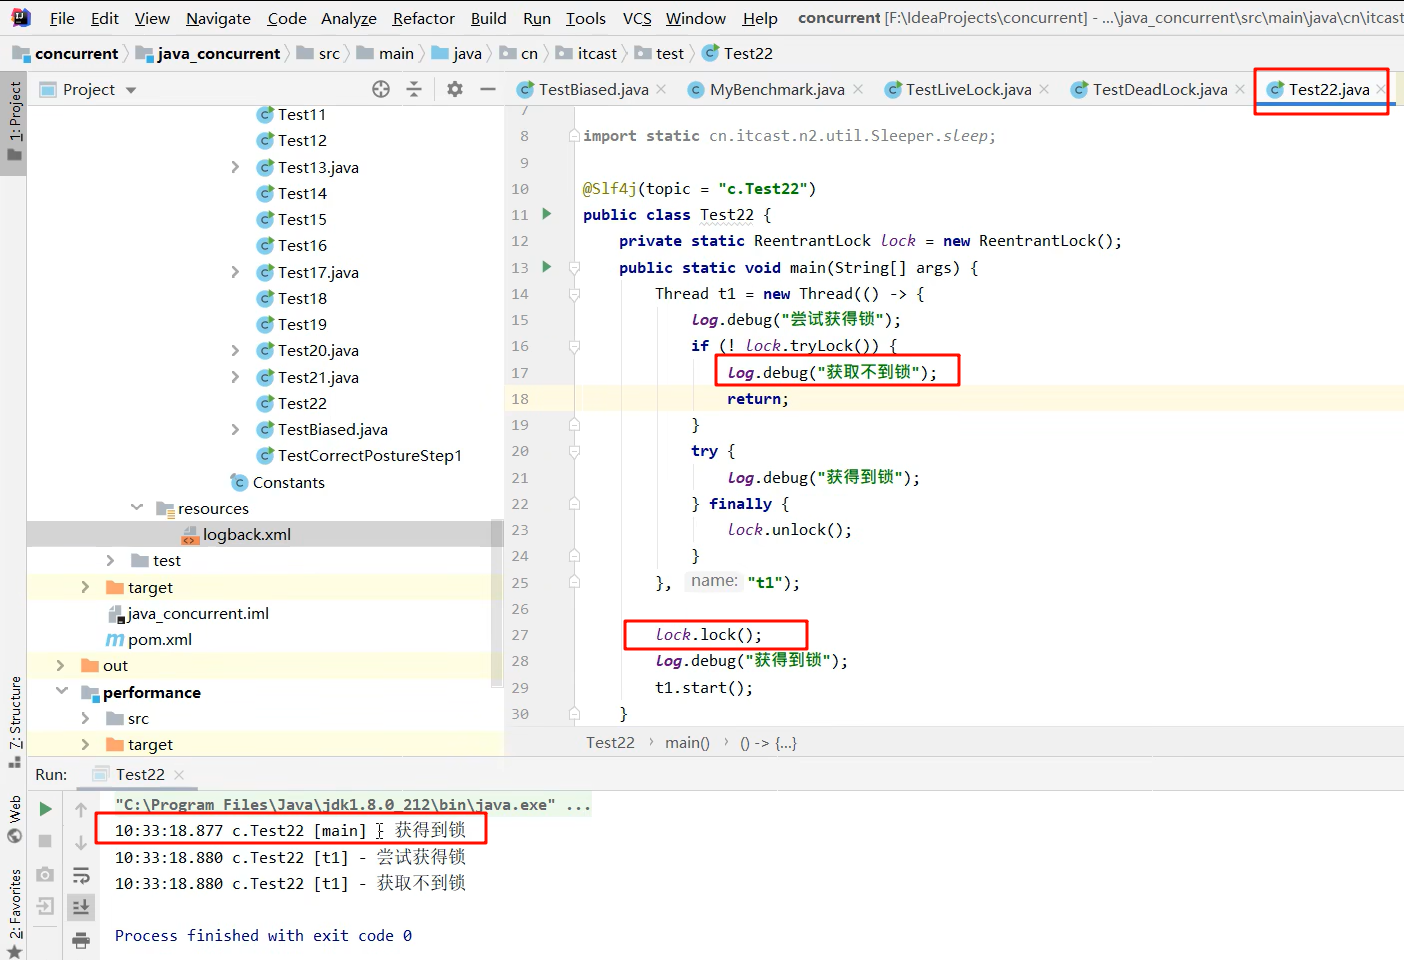 File Edit View Navigate Code Analyze Refactor Build Run Tools VCS Window Help concurrent [F:\IdeaProjects\concurrent] - ...\java_concurrent\src\main\java\cn\itcast
concurrent java_concurrent src main java cn itcast test Test22
1: Project
Project
TestBiased.java MyBenchmark.java TestLiveLock.java TestDeadLock.java Test22.java
Test11
Test12
Test13.java
Test14
Test15
Test16
Test17.java
Test18
Test19
Test20.java
Test21.java
Test22
TestBiased.java
TestCorrectPostureStep1
Constants
resources
logback.xml
test
target
java_concurrent.iml
pom.xml
out
performance
src
target
7
8 import static cn.itcast.n2.util.Sleeper.sleep;
9
10 @Slf4j(topic = "c.Test22")
11 public class Test22 {
12 private static ReentrantLock lock = new ReentrantLock();
13 public static void main(String[] args) {
14 Thread t1 = new Thread(() -> {
15 log.debug("尝试获得锁");
16 if (! lock.tryLock()) {
17 log.debug("获取不到锁");
18 return;
19 }
20 try {
21 log.debug("获得到锁");
22 } finally {
23 lock.unlock();
24 }
25 }, name: "t1");
26
27 lock.lock();
28 log.debug("获得到锁");
29 t1.start();
30 }
Test22 main() () -> {...}
7: Structure
Web
2: Favorites
Run: Test22
"C:\Program Files\Java\jdk1.8.0_212\bin\java.exe" ...
10:33:18.877 c.Test22 [main] - 获得到锁
10:33:18.880 c.Test22 [t1] - 尝试获得锁
10:33:18.880 c.Test22 [t1] - 获取不到锁
Process finished with exit code 0